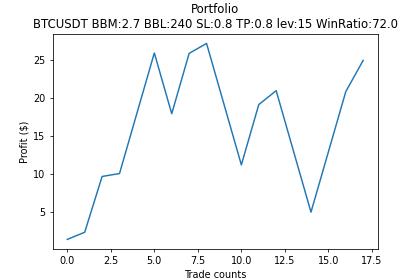 Portfolio
BTCUSDT BBM:2.7 BBL:240 SL:0.8 TP:0.8 lev:15 WinRatio:72.0
25
20
15
10
5
Profit ($)
0.0 2.5 5.0 7.5 10.0 12.5 15.0 17.5
Trade counts